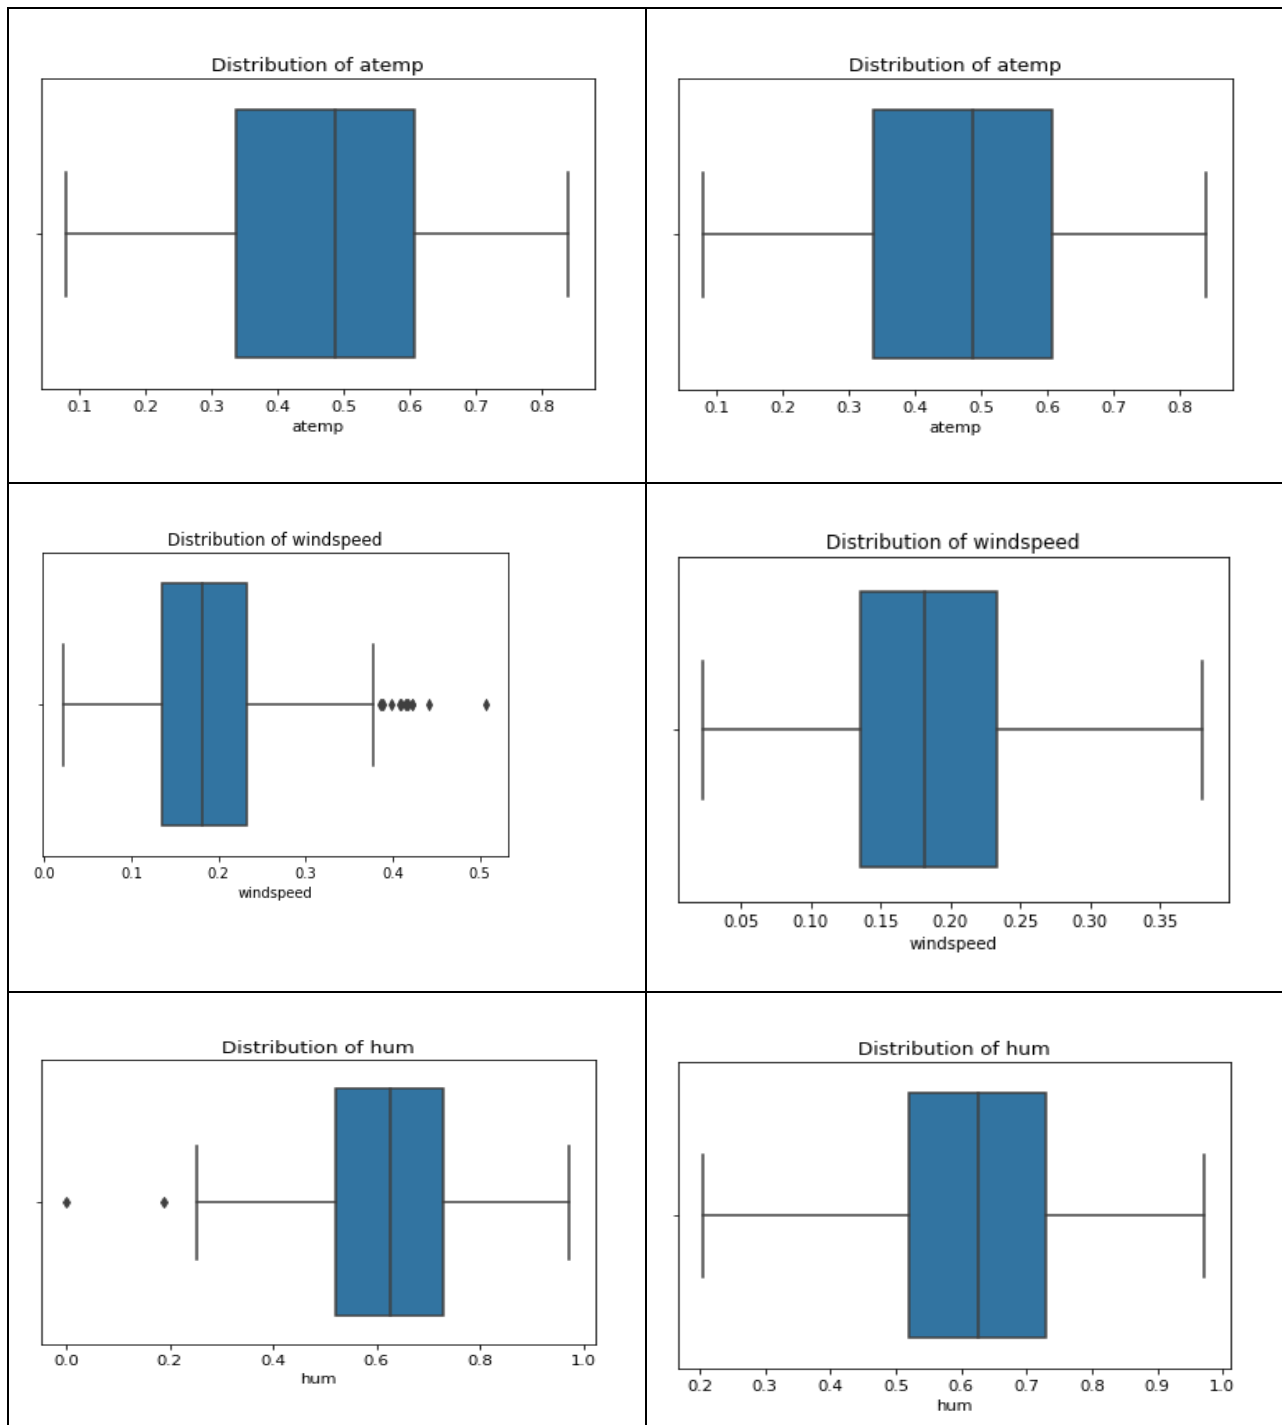 Distribution of atemp
0.1 0.2 0.3 0.4 0.5 0.6 0.7 0.8
atemp
Distribution of atemp
0.1 0.2 0.3 0.4 0.5 0.6 0.7 0.8
atemp
Distribution of windspeed
0.0 0.1 0.2 0.3 0.4 0.5
windspeed
Distribution of windspeed
0.05 0.10 0.15 0.20 0.25 0.30 0.35
windspeed
Distribution of hum
0.0 0.2 0.4 0.6 0.8 1.0
hum
Distribution of hum
0.2 0.3 0.4 0.5 0.6 0.7 0.8 0.9 1.0
hum